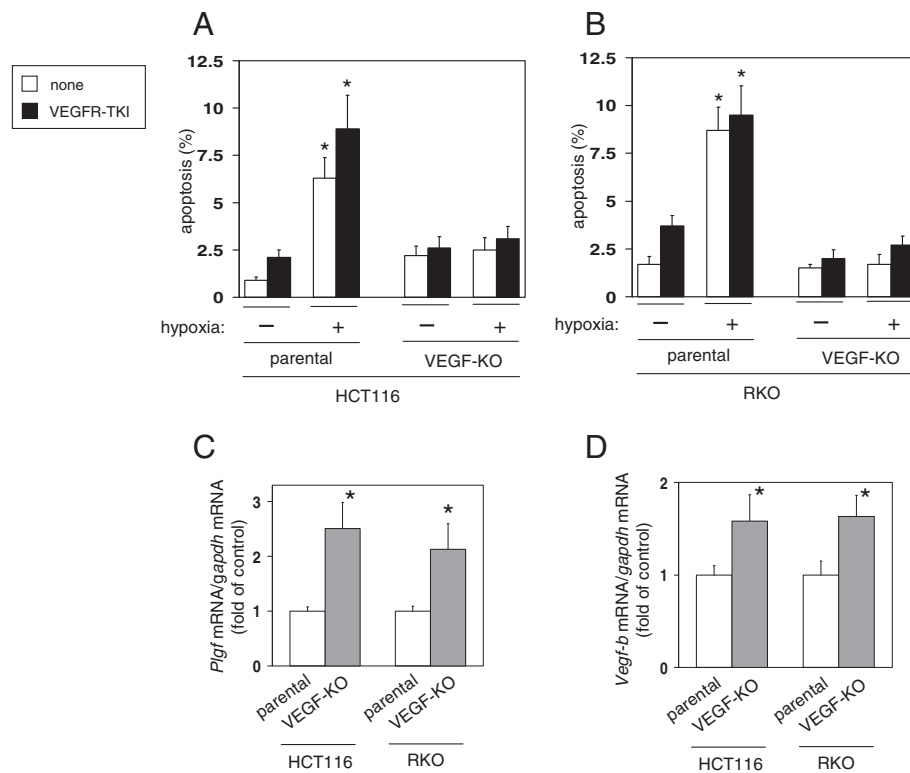 A
B
none
VEGFR-TKI
12.5
10
7.5
5
2.5
0
apoptosis (%)
* *
hypoxia: − + − +
parental VEGF-KO
HCT116
12.5
10
7.5
5
2.5
0
apoptosis (%)
* *
hypoxia: − + − +
parental VEGF-KO
RKO
C
Plgf mRNA/gapdh mRNA
(fold of control)
3
2
1
0
* *
parental VEGF-KO parental VEGF-KO
HCT116 RKO
D
Vegf-b mRNA/gapdh mRNA
(fold of control)
2
1
0
* *
parental VEGF-KO parental VEGF-KO
HCT116 RKO